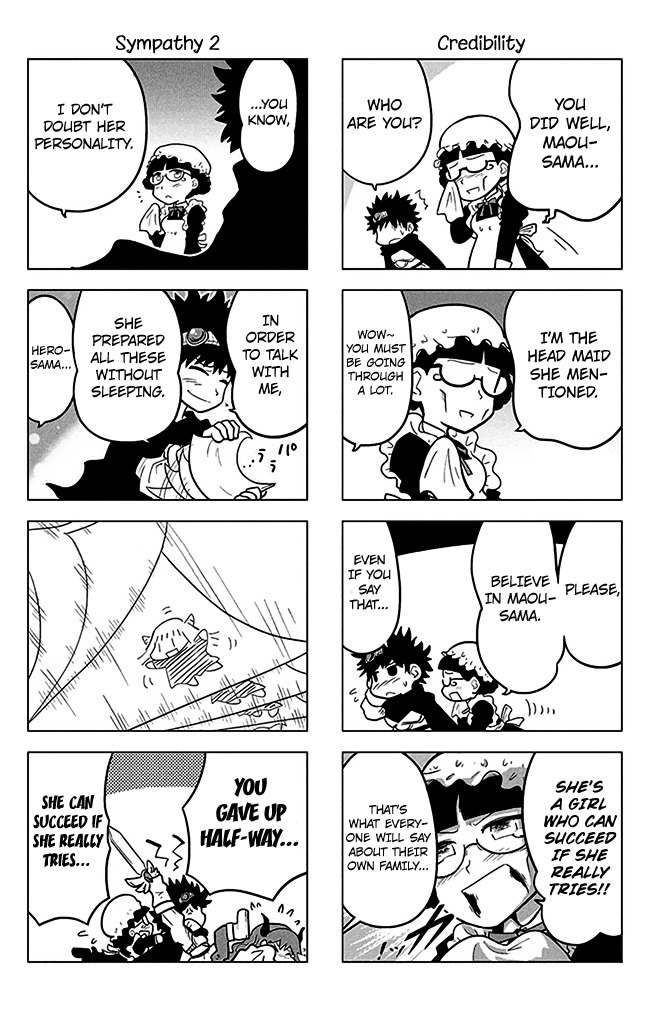 Credibility
YOU
DID WELL,
MAOU-
SAMA...
WHO
ARE YOU?
I'M THE
HEAD MAID
SHE MEN-
TIONED.
WOW~
YOU MUST
BE GOING
THROUGH
A LOT.
PLEASE,
BELIEVE
IN MAOU-
SAMA.
EVEN
IF YOU
SAY
THAT...
SHE'S
A GIRL
WHO CAN
SUCCEED
IF SHE
REALLY
TRIES!!
THAT'S
WHAT EVERY-
ONE WILL SAY
ABOUT THEIR
OWN FAMILY...
Sympathy 2
...YOU
KNOW,
I DON'T
DOUBT HER
PERSONALITY.
IN
ORDER
TO TALK
WITH
ME,
SHE
PREPARED
ALL THESE
WITHOUT
SLEEPING.
HERO-
SAMA...
YOU
GAVE UP
HALF-WAY...
SHE CAN
SUCCEED IF
SHE REALLY
TRIES...